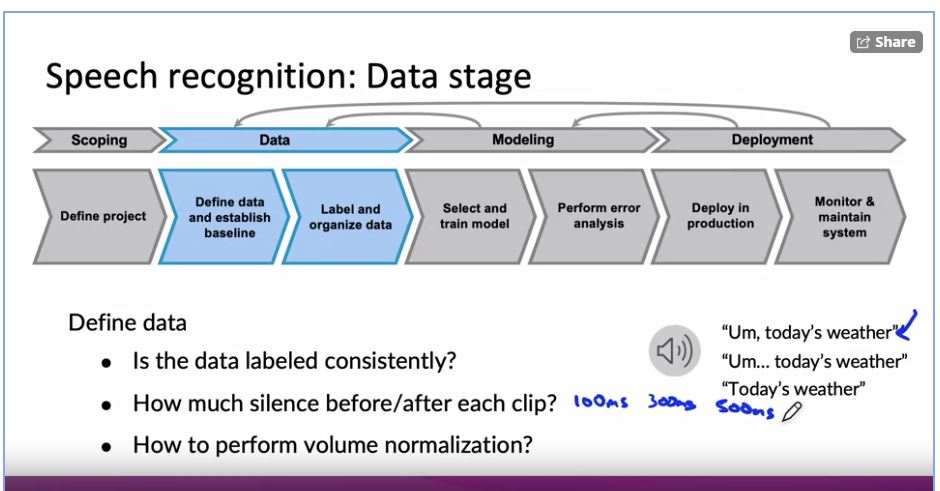 Share
Speech recognition: Data stage
Scoping
Data
Modeling
Deployment
Define project
Define data
and establish
baseline
Label and
organize data
Select and
train model
Perform error
analysis
Deploy in
production
Monitor &
maintain
system
Define data
• Is the data labeled consistently?
• How much silence before/after each clip? 100ms 300ms 500ms
• How to perform volume normalization?
“Um, today’s weather”
“Um... today’s weather”
“Today’s weather”